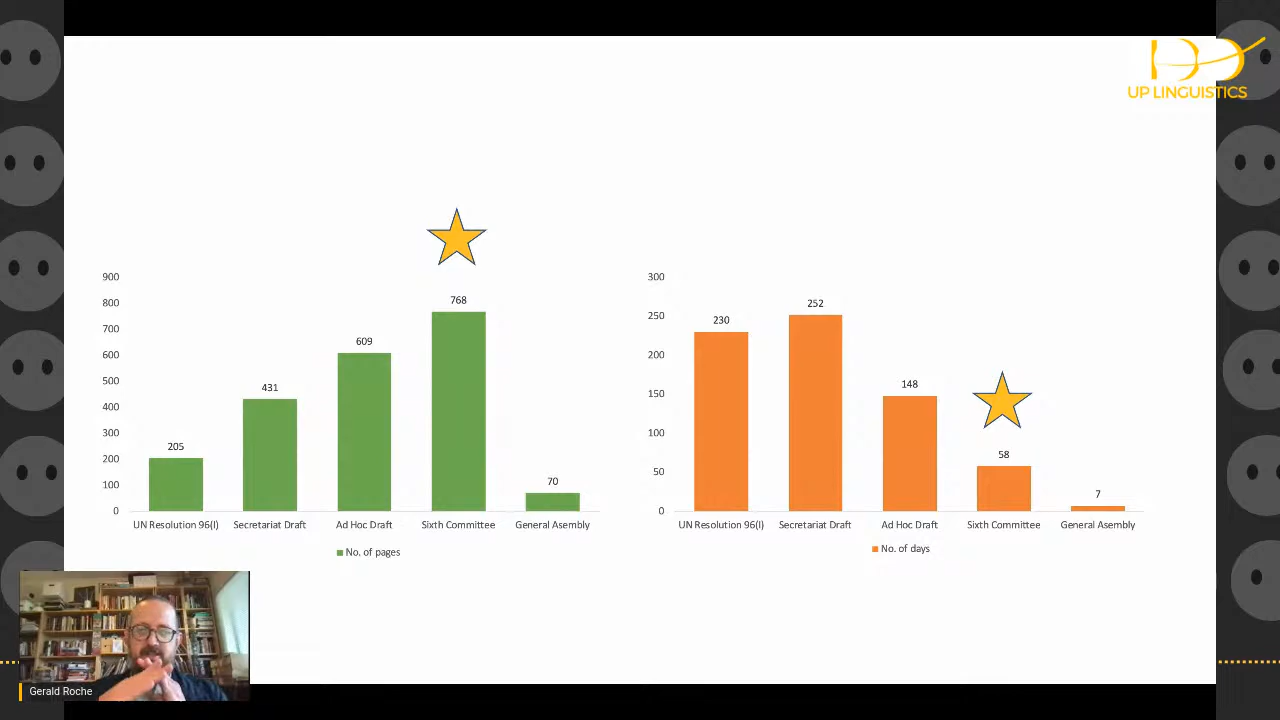 UP LINGUISTICS
900
800
700
600
500
400
300
200
100
0
768
609
431
205
70
UN Resolution 96(I)
Secretariat Draft
Ad Hoc Draft
Sixth Committee
General Asembly
No. of pages
300
250
200
150
100
50
0
252
230
148
58
7
UN Resolution 96(I)
Secretariat Draft
Ad Hoc Draft
Sixth Committee
General Asembly
No. of days
Gerald Roche